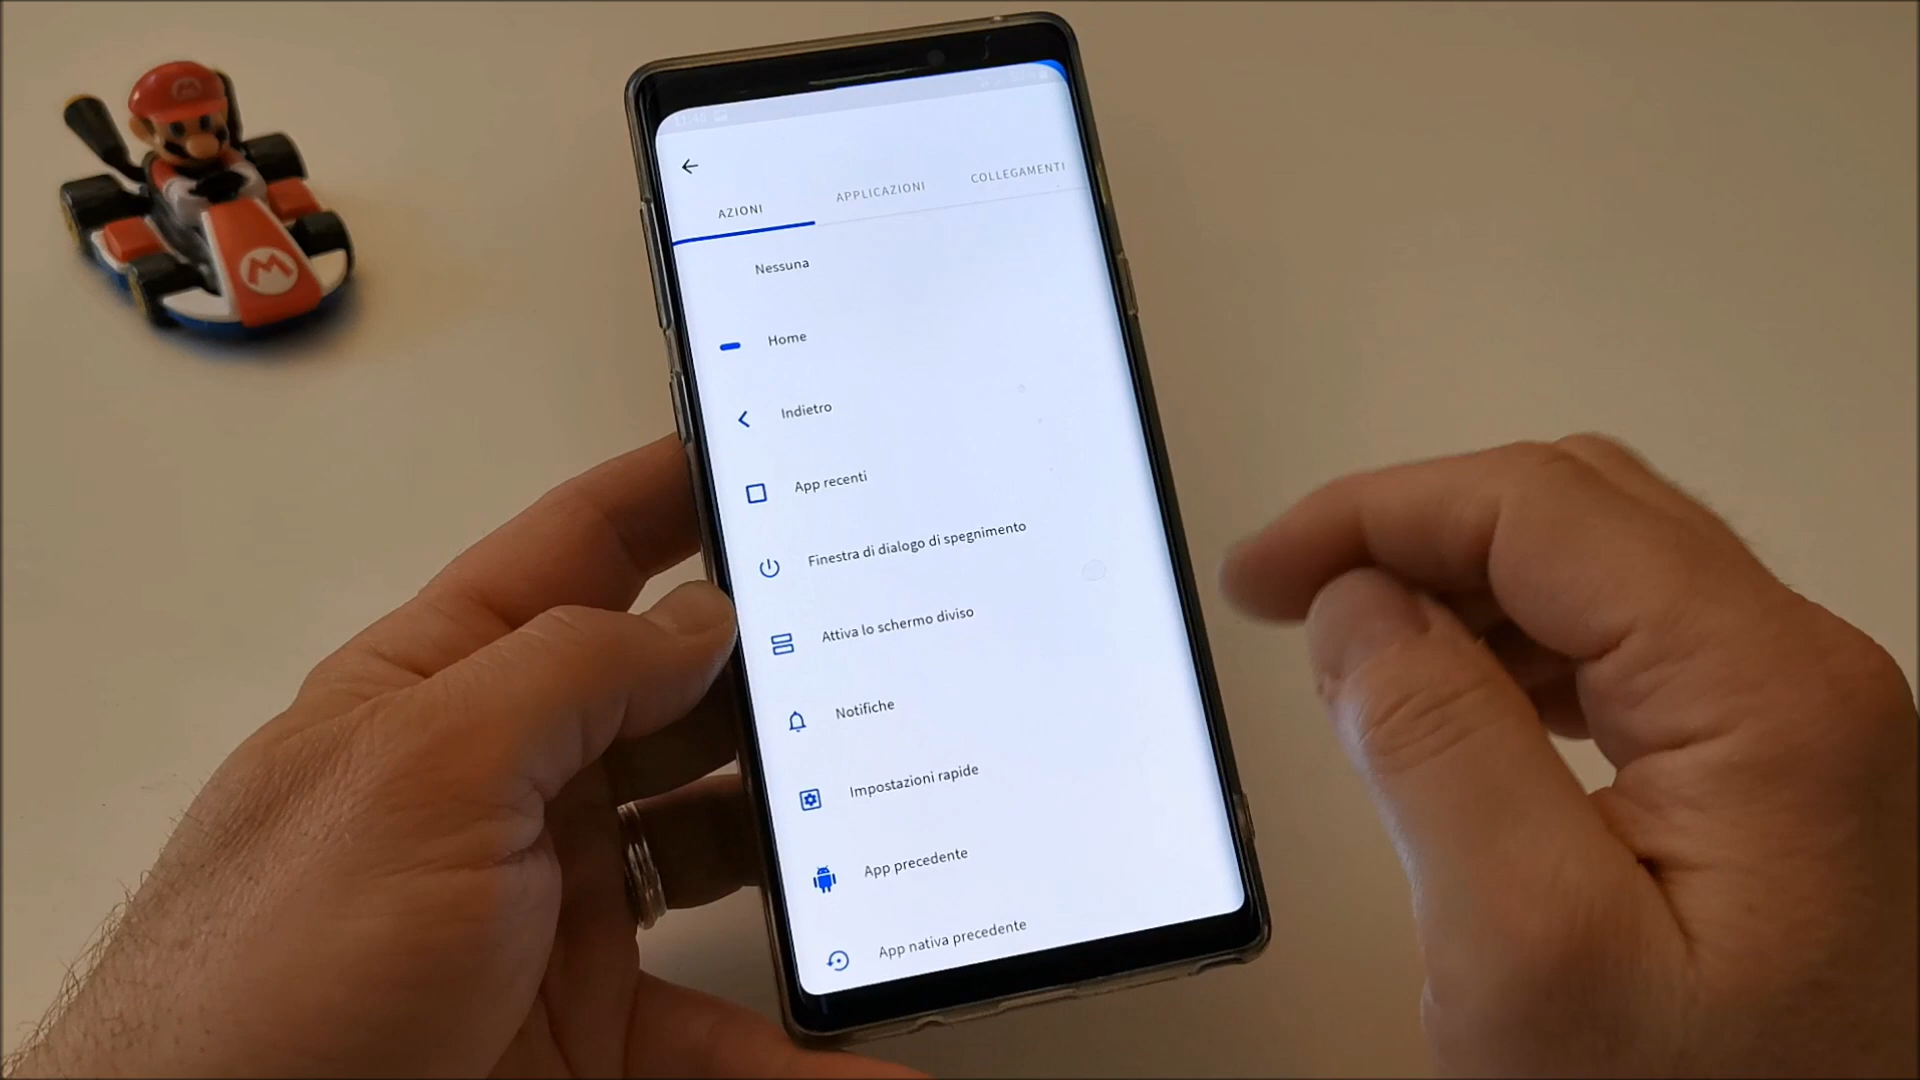 AZIONI
APPLICAZIONI
COLLEGAMENTI
Nessuna
Home
Indietro
App recenti
Finestra di dialogo di spegnimento
Attiva lo schermo diviso
Notifiche
Impostazioni rapide
App precedente
App nativa precedente
M
M